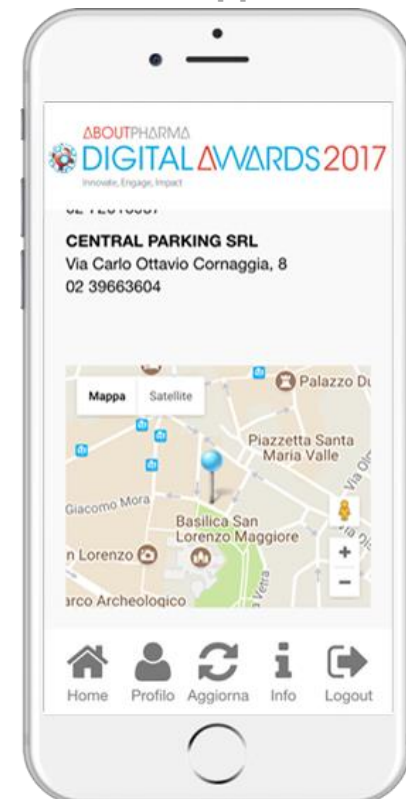 ABOUTPHARMA
DIGITAL AWARDS 2017
Innovate, Engage, Impact
CENTRAL PARKING SRL
Via Carlo Ottavio Cornaggia, 8
02 39663604
Palazzo Du
Mappa Satellite
Piazzetta Santa
Maria Valle
Via
Giacomo Mora
Basilica San
Lorenzo Maggiore
n Lorenzo
Vetra
arco Archeologico
+
−
Home Profilo Aggiorna Info Logout